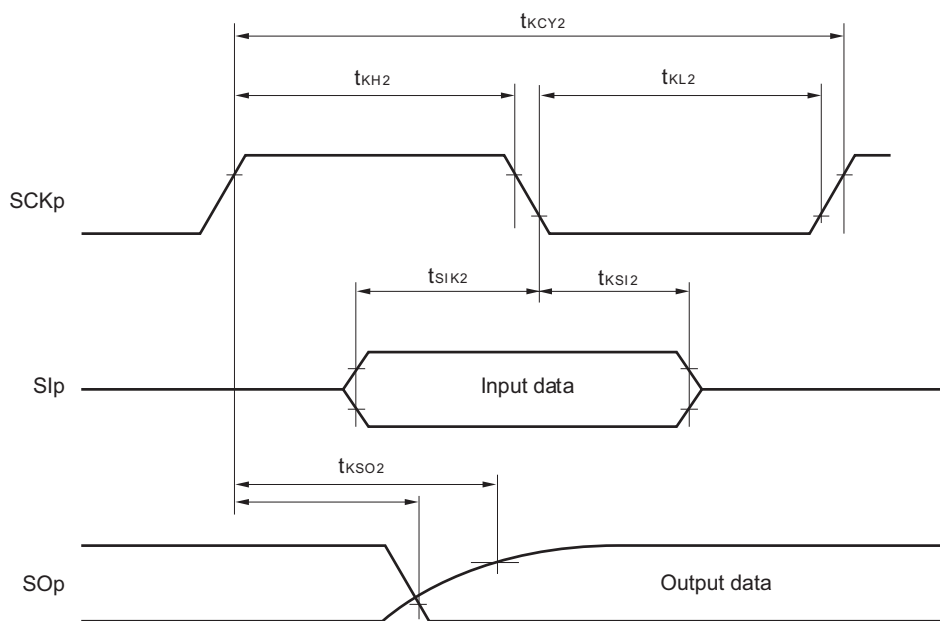 tKCY2
tKH2
tKL2
SCKp
tSIK2
tKSI2
SIp
Input data
tKSO2
SOp
Output data